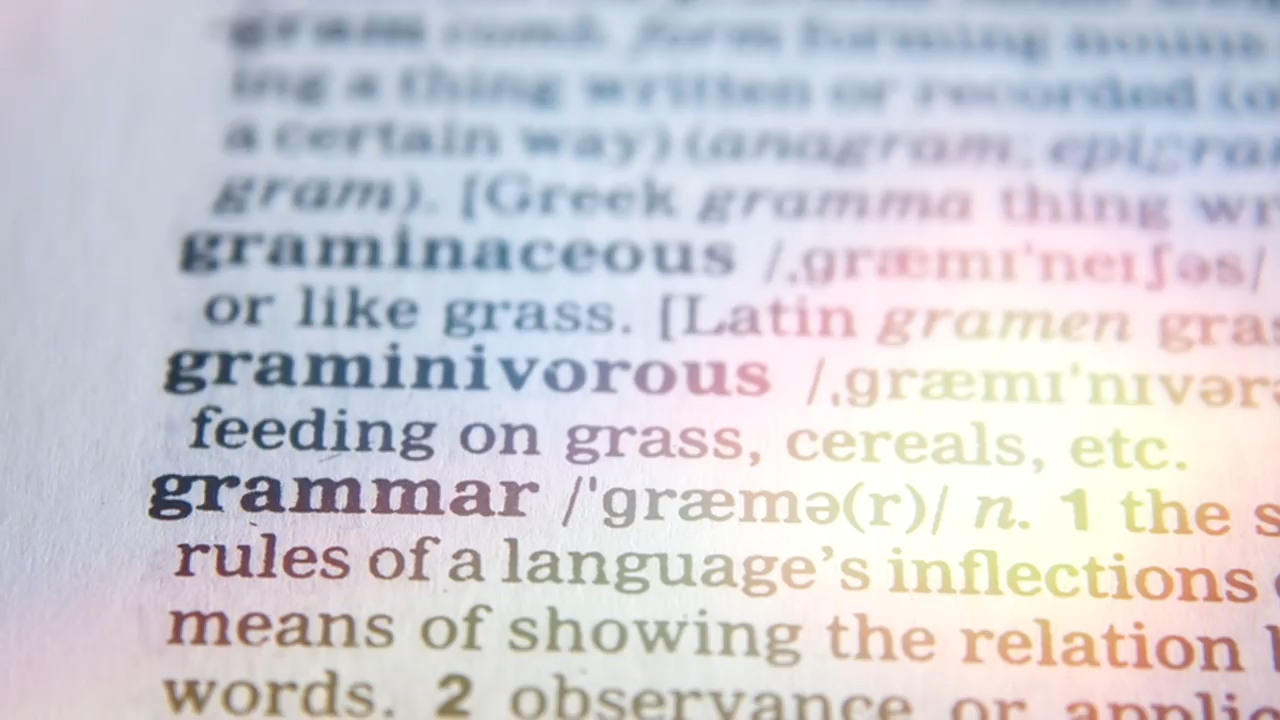 -gram comb. form forming nouns
ing a thing written or recorded (o
a certain way) (anagram; epigra
gram). [Greek gramma thing wr
graminaceous /ˌgræmɪˈneɪʃəs/
or like grass. [Latin gramen gras
graminivorous /ˌgræmɪˈnɪvərə
feeding on grass, cereals, etc.
grammar /ˈgræmə(r)/ n. 1 the s
rules of a language’s inflections
means of showing the relation b
words. 2 observance or applic